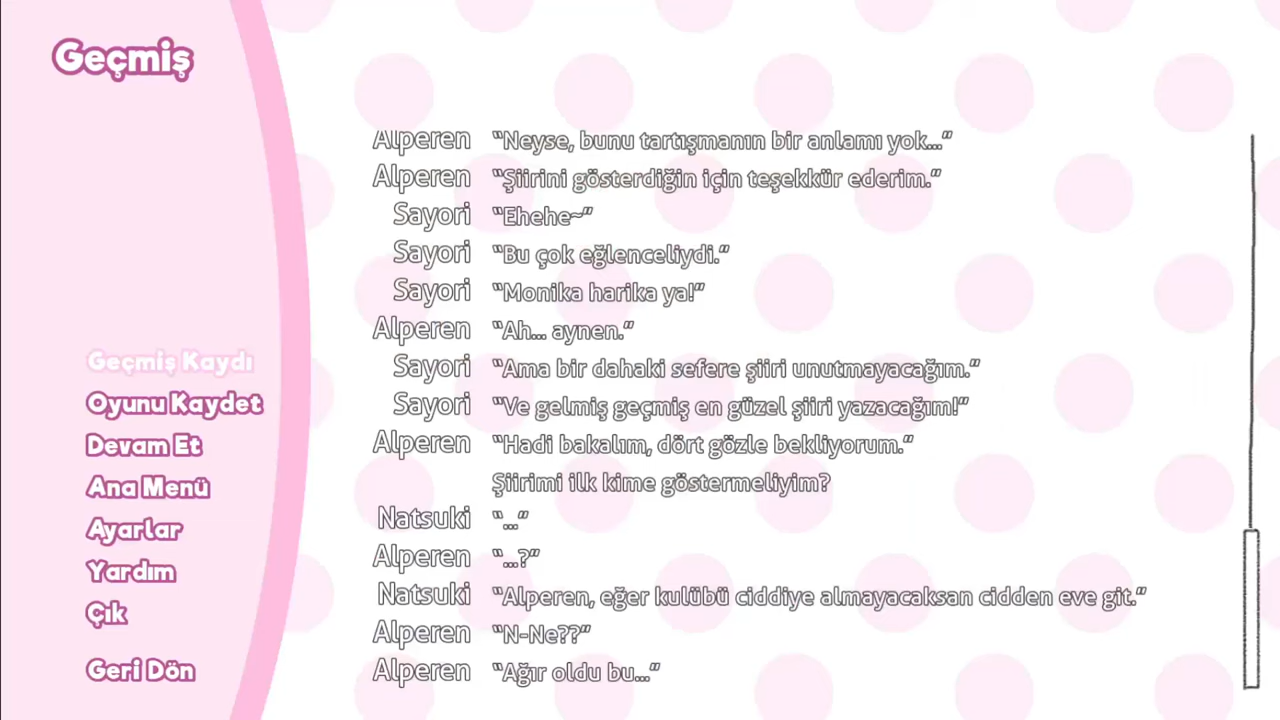 Geçmiş
Alperen “Neyse, bunu tartışmanın bir anlamı yok...”
Alperen “Şiirini gösterdiğin için teşekkür ederim.”
Sayori “Ehehe~”
Sayori “Bu çok eğlenceliydi.”
Sayori “Monika harika ya!”
Alperen “Ah... aynen.”
Sayori “Ama bir dahaki sefere şiiri unutmayacağım.”
Sayori “Ve gelmiş geçmiş en güzel şiiri yazacağım!”
Alperen “Hadi bakalım, dört gözle bekliyorum.”
Şiirimi ilk kime göstermeliyim?
Natsuki “...”
Alperen “...?”
Natsuki “Alperen, eğer kulübü ciddiye almayacaksan cidden eve git.”
Alperen “N-Ne??”
Alperen “Ağır oldu bu...”
Geçmiş Kaydı
Oyunu Kaydet
Devam Et
Ana Menü
Ayarlar
Yardım
Çık
Geri Dön